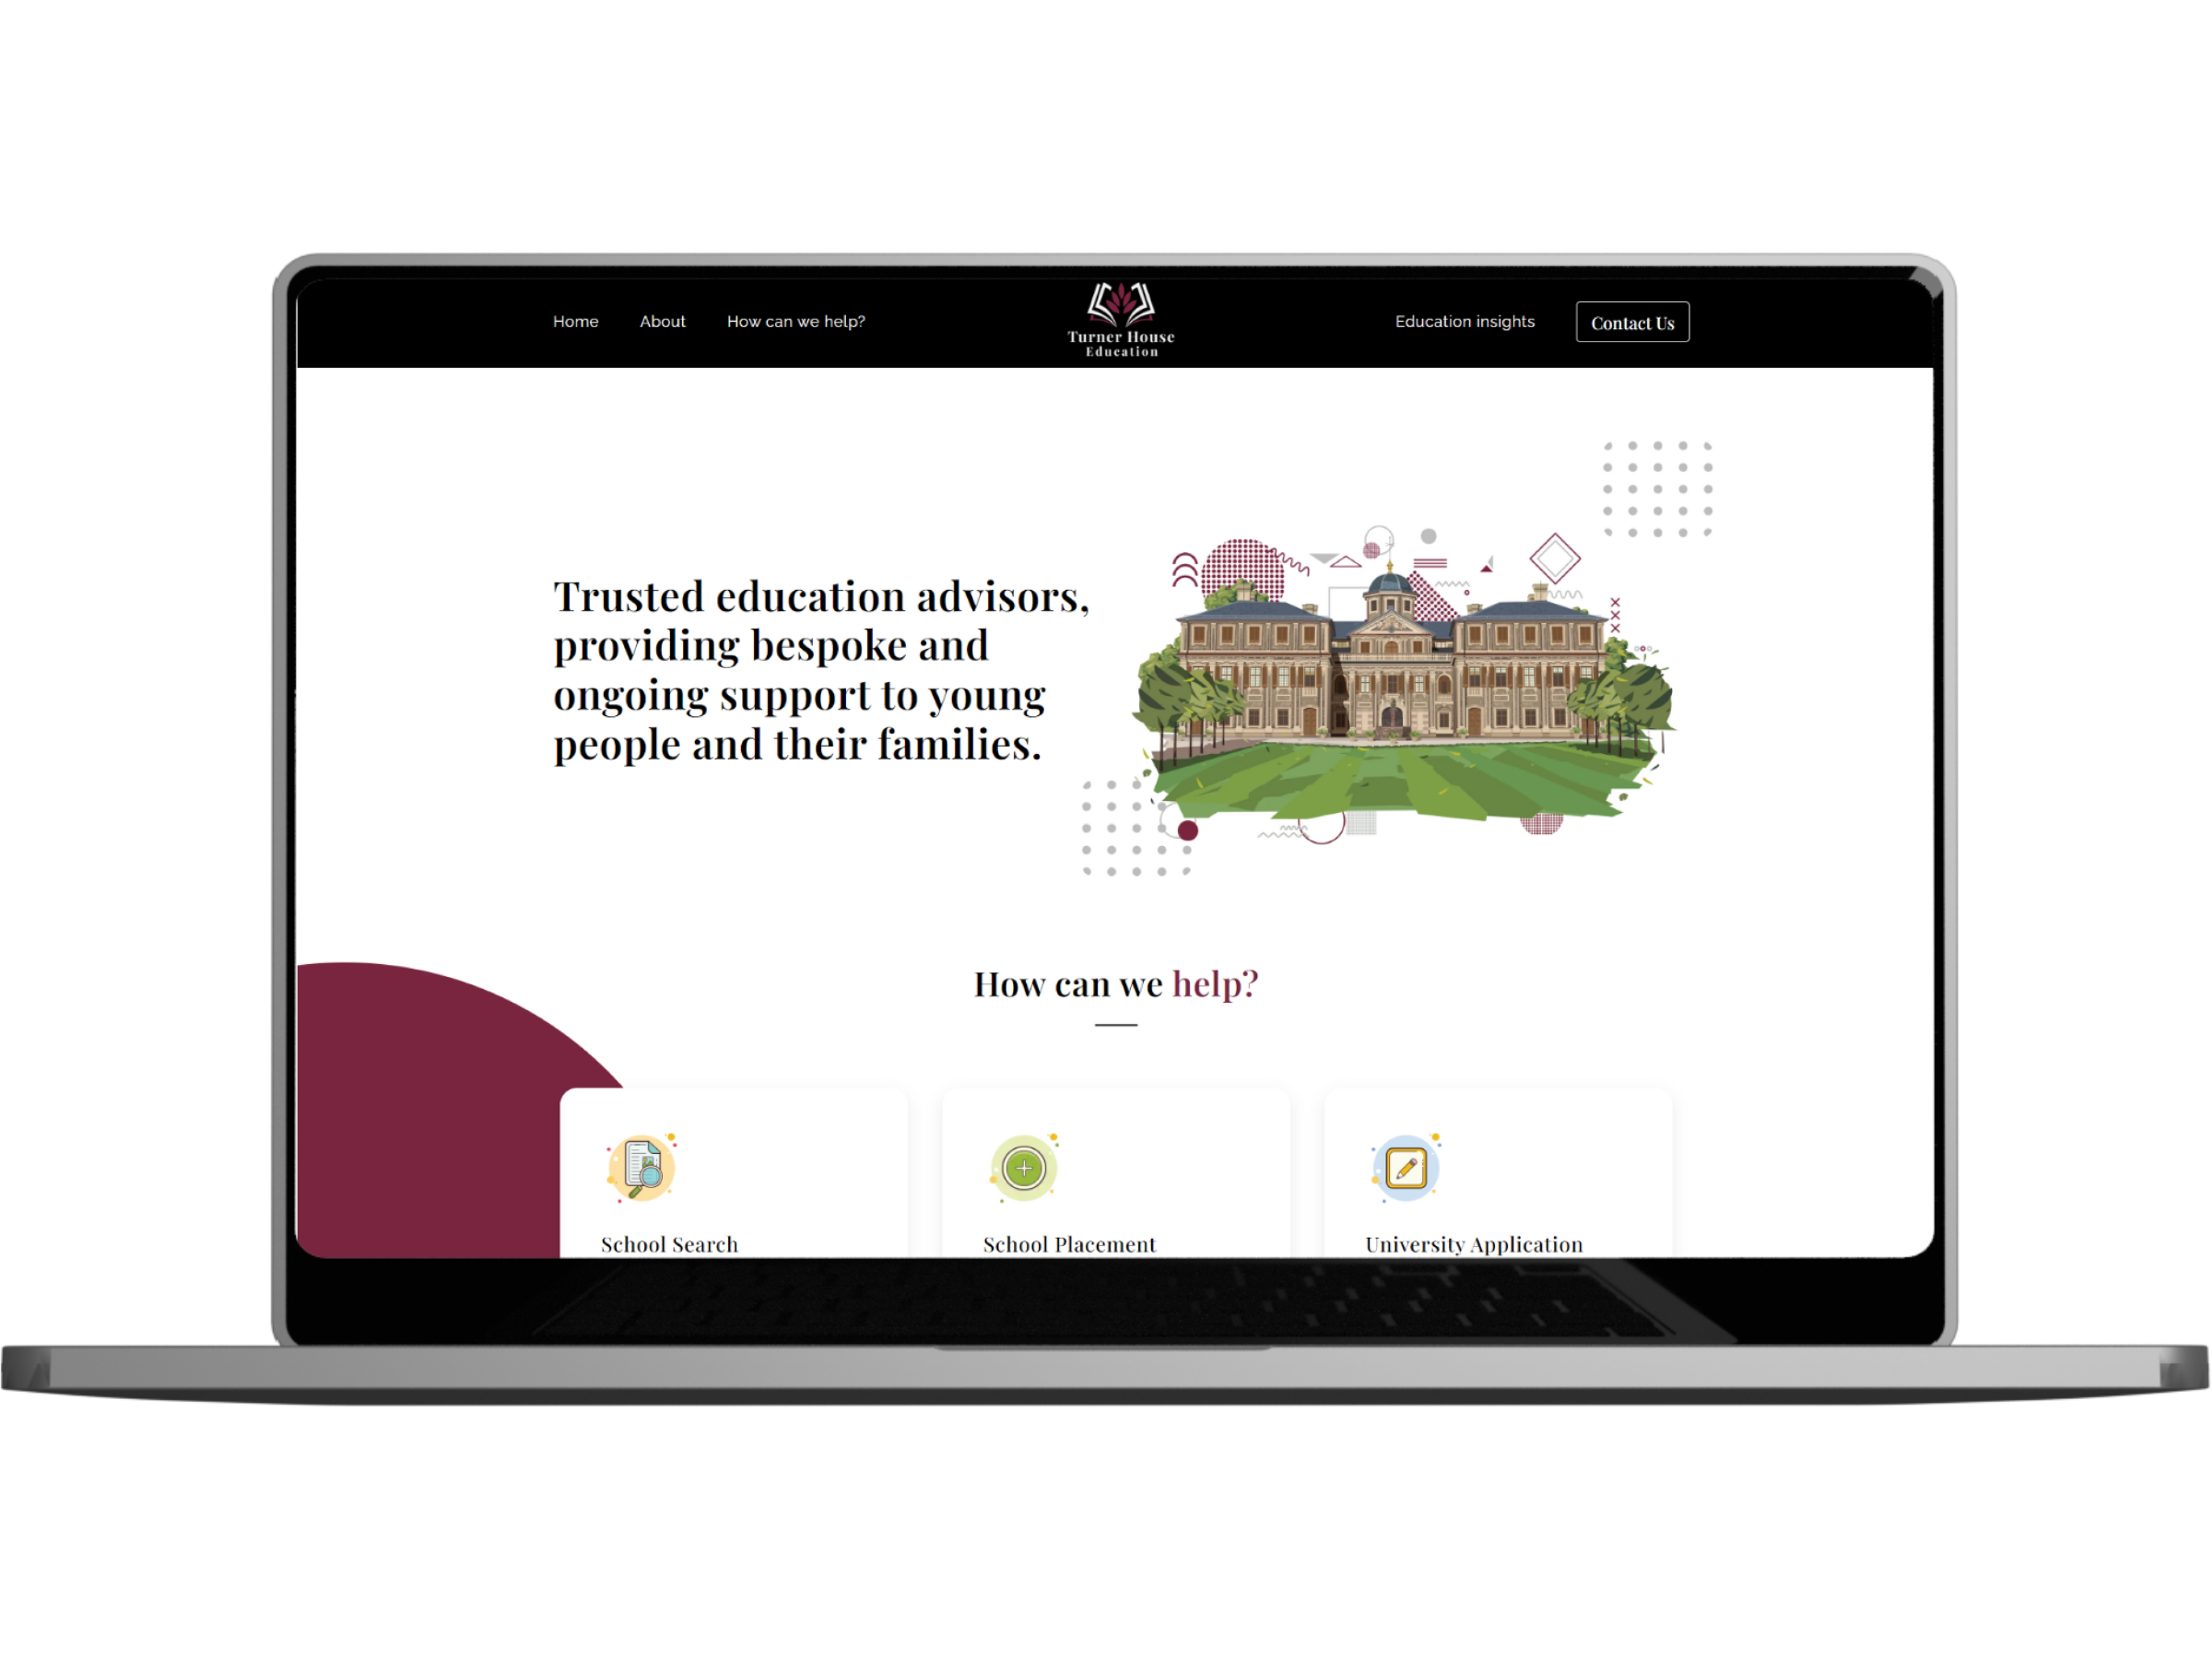 Home About How can we help?
Turner House
Education
Education insights Contact Us
Trusted education advisors,
providing bespoke and
ongoing support to young
people and their families.
How can we help?
School Search
School Placement
University Application